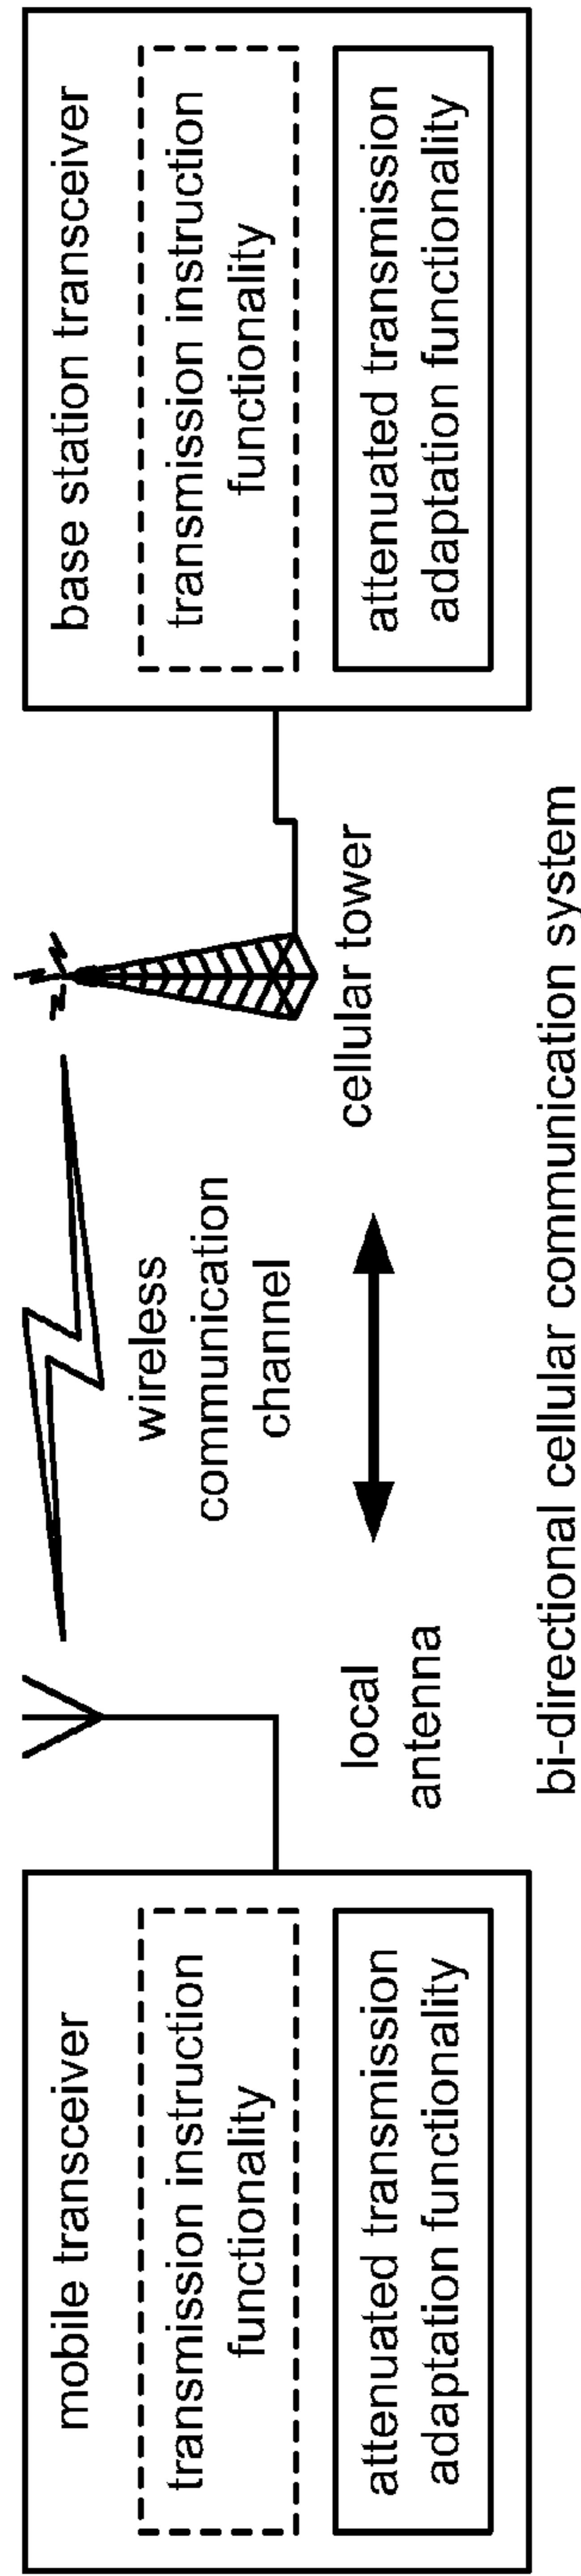 mobile transceiver
transmission instruction
functionality
attenuated transmission
adaptation functionality
local
antenna
wireless
communication
channel
cellular tower
base station transceiver
transmission instruction
functionality
attenuated transmission
adaptation functionality
bi-directional cellular communication system